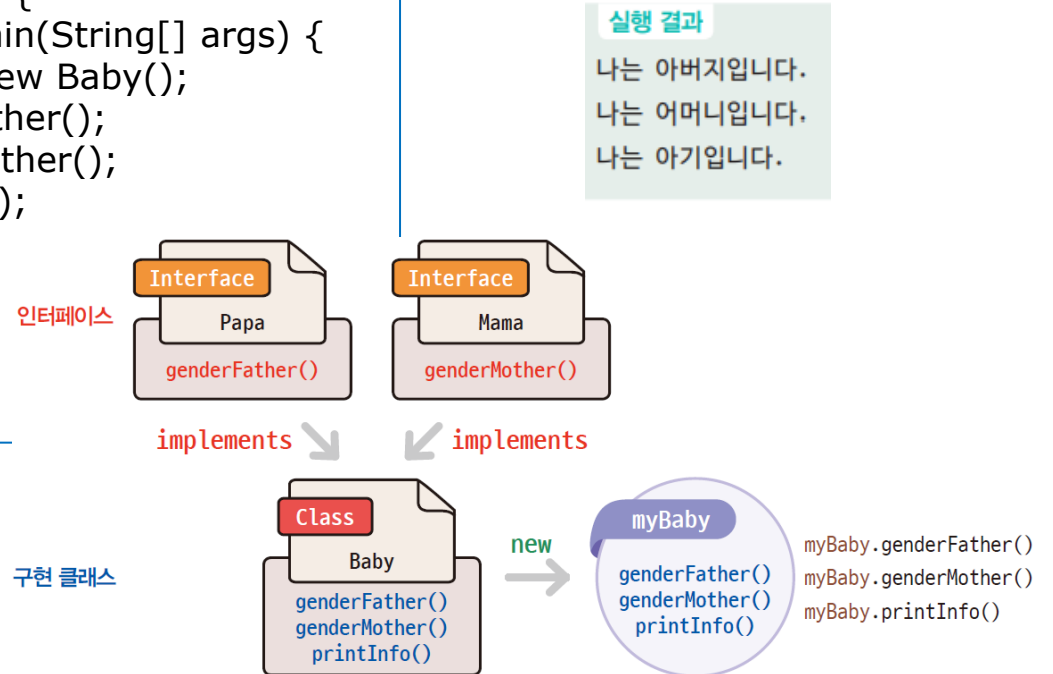 {
in(String[] args) {
ew Baby();
ther();
ther();
);
실행 결과
나는 아버지입니다.
나는 어머니입니다.
나는 아기입니다.
인터페이스
Interface
Papa
genderFather()
Interface
Mama
genderMother()
implements
implements
구현 클래스
Class
Baby
genderFather()
genderMother()
printInfo()
new
myBaby
genderFather()
genderMother()
printInfo()
myBaby.genderFather()
myBaby.genderMother()
myBaby.printInfo()